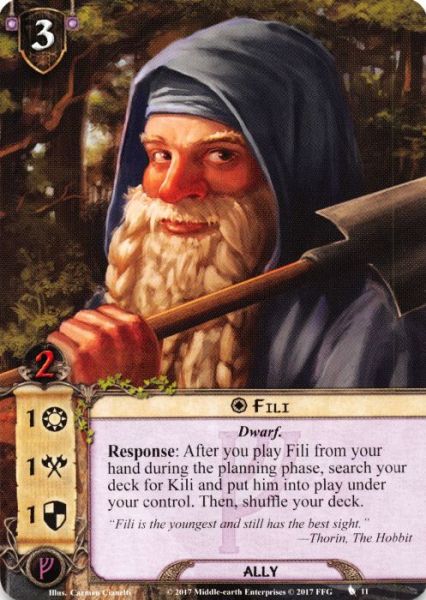 3
2
1
1
1
FILI
Dwarf.
Response: After you play Fili from your
hand during the planning phase, search your
deck for Kili and put him into play under
your control. Then, shuffle your deck.
“Fili is the youngest and still has the best sight.”
—Thorin, The Hobbit
ALLY
Illus. Carmen Cianelli © 2017 Middle-earth Enterprises © 2017 FFG 11